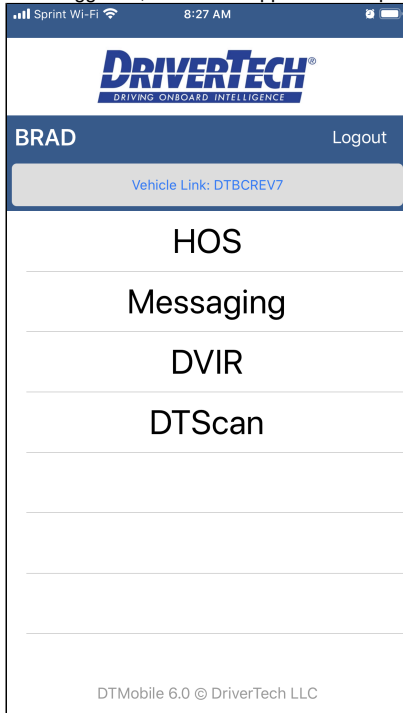 Sprint Wi-Fi 8:27 AM
DRIVERTECH®
DRIVING ONBOARD INTELLIGENCE
BRAD Logout
Vehicle Link: DTBCREV7
HOS
Messaging
DVIR
DTScan
DTMobile 6.0 © DriverTech LLC